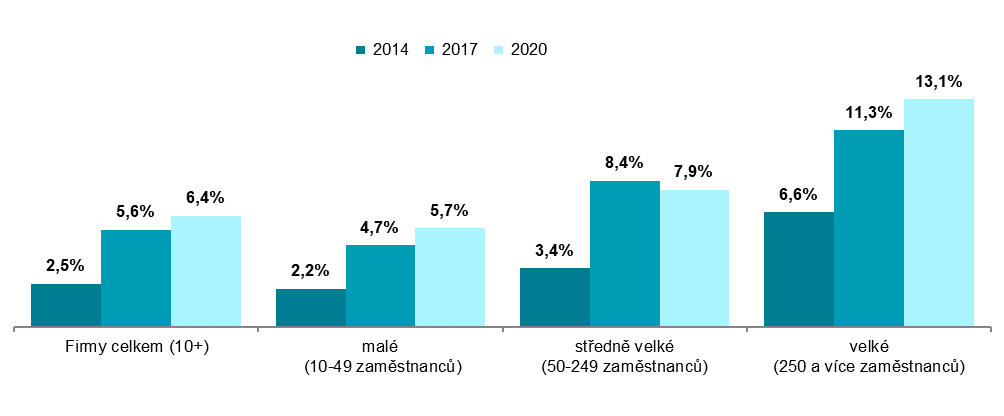 2014 2017 2020
2,5% 5,6% 6,4%
2,2% 4,7% 5,7%
3,4% 8,4% 7,9%
6,6% 11,3% 13,1%
Firmy celkem (10+)
malé
(10-49 zaměstnanců)
středně velké
(50-249 zaměstnanců)
velké
(250 a více zaměstnanců)